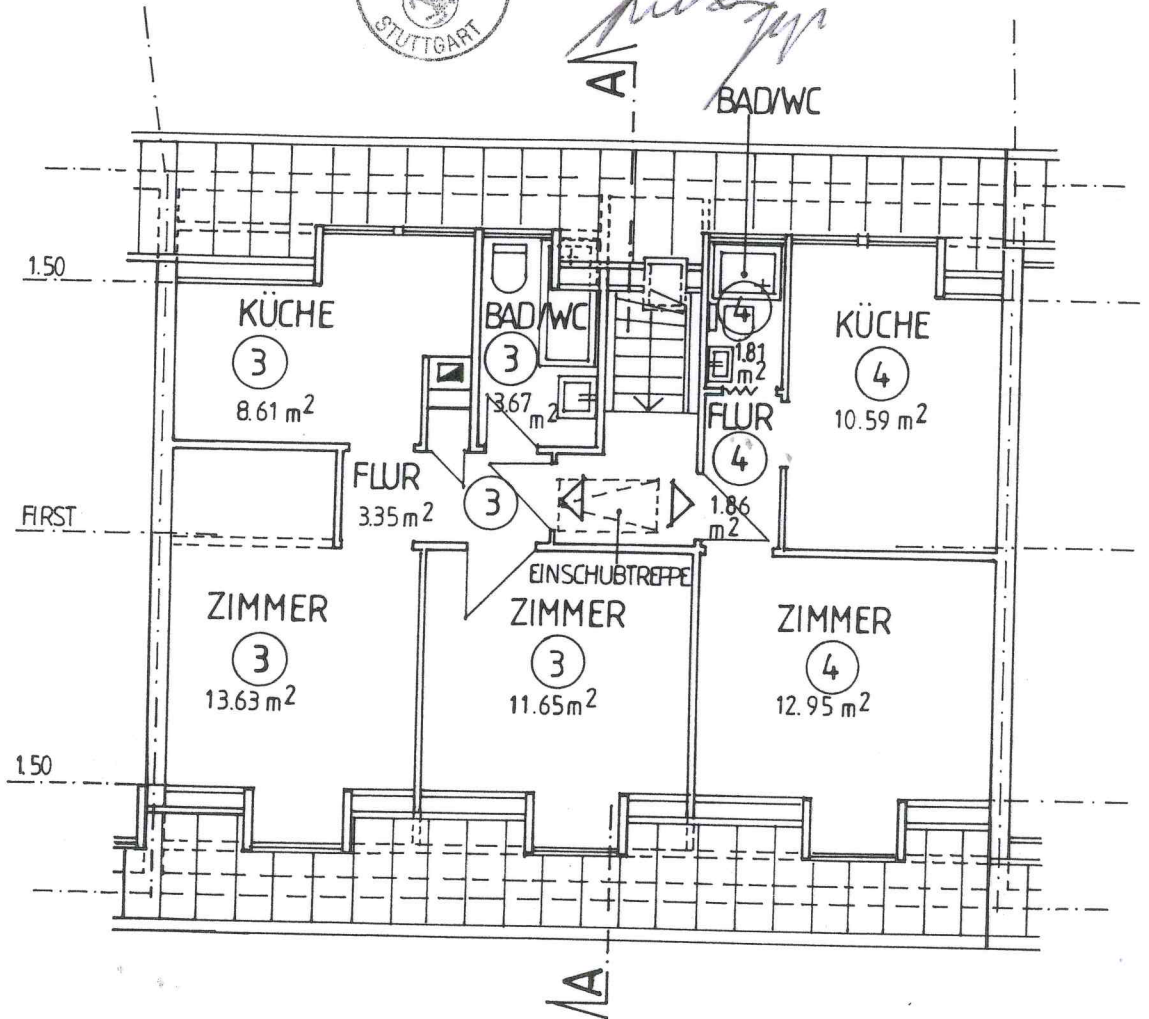 STUTTGART
A
BAD/WC
1.50
KÜCHE
3
8.61 m²
BAD/WC
3
3.67 m²
4
1.81 m²
KÜCHE
4
10.59 m²
FLUR
3.35 m²
3
FLUR
4
1.86 m²
FIRST
EINSCHUBTREPPE
ZIMMER
3
13.63 m²
ZIMMER
3
11.65 m²
ZIMMER
4
12.95 m²
1.50
A